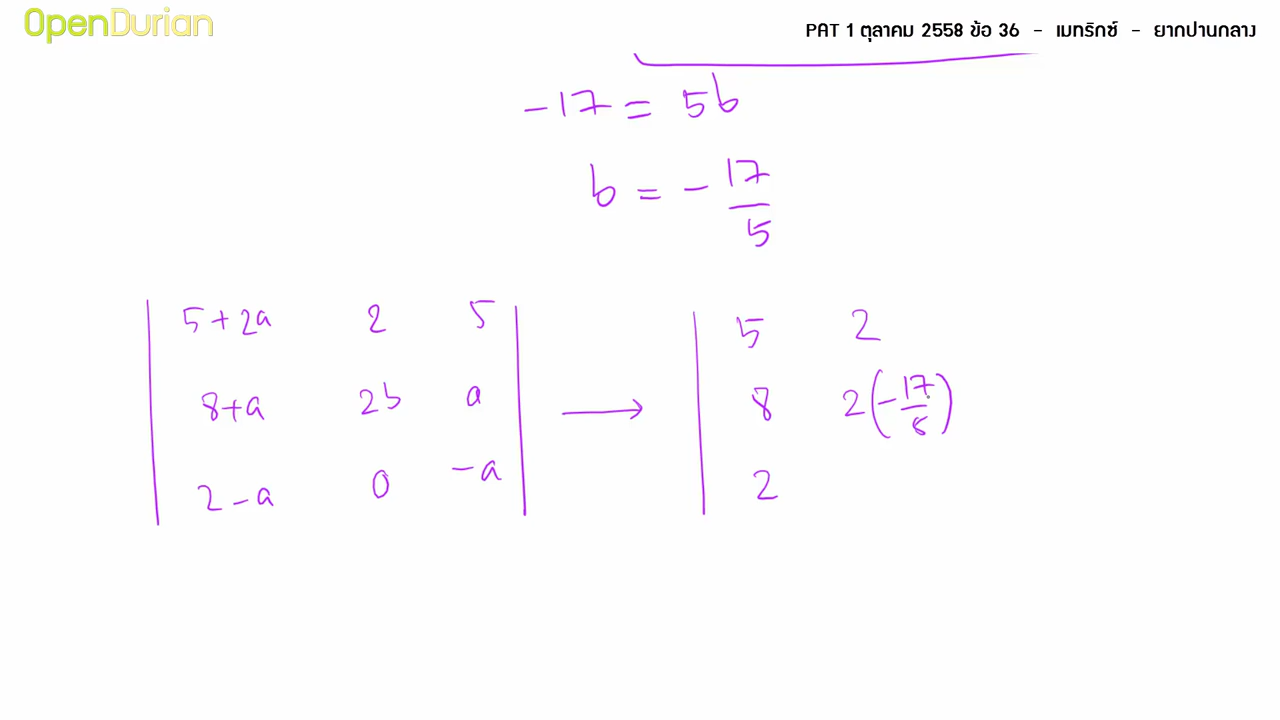 OpenDurian
PAT 1 ตุลาคม 2558 ข้อ 36 - เมทริกซ์ - ยากปานกลาง
-17 = 5b
b = - 17/5
| 5+2a 2 5 | → | 5 2
| 8+a 2b a | 8 2(-17/5)
| 2-a 0 -a | 2